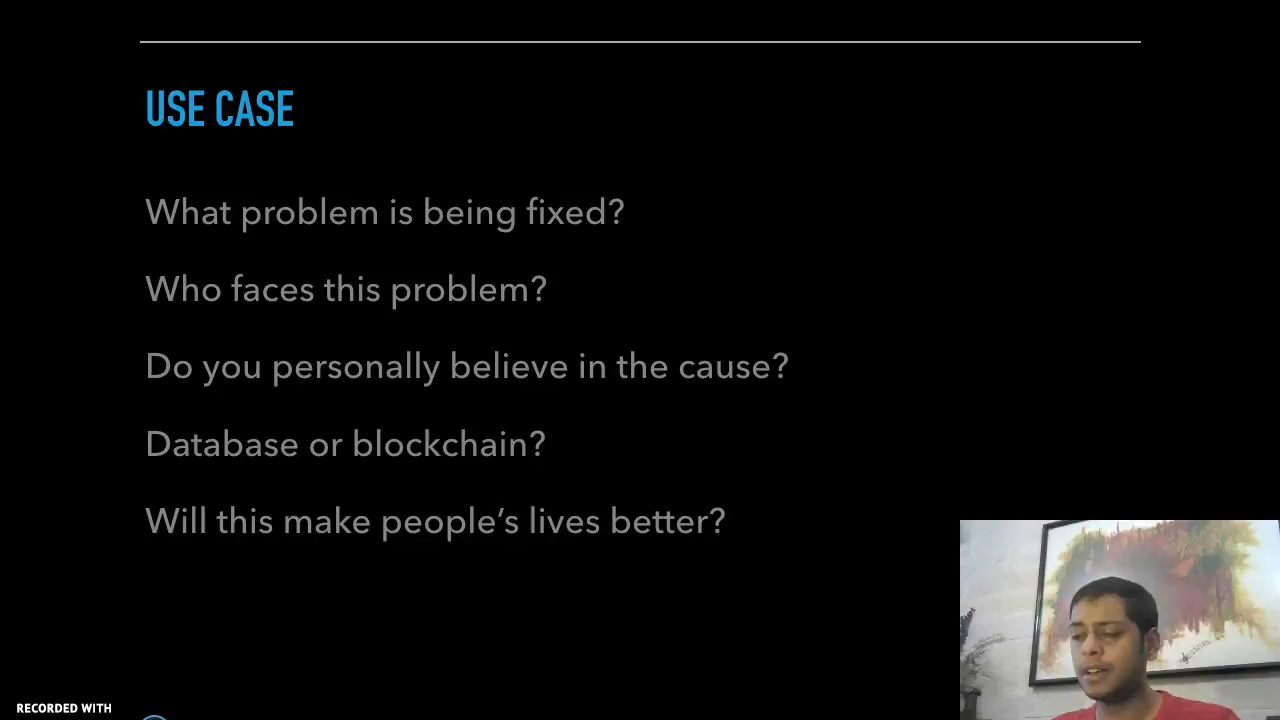 USE CASE
What problem is being fixed?
Who faces this problem?
Do you personally believe in the cause?
Database or blockchain?
Will this make people’s lives better?
RECORDED WITH